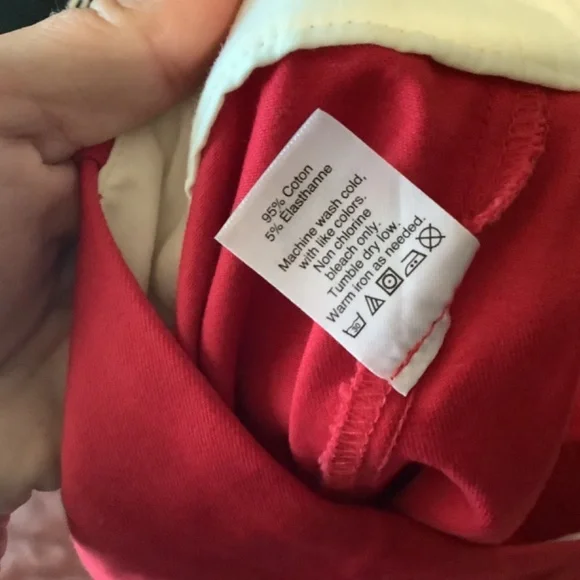 95% Coton
5% Elasthanne
Machine wash cold,
with like colors.
Non chlorine
bleach only.
Tumble dry low.
Warm iron as needed.
30